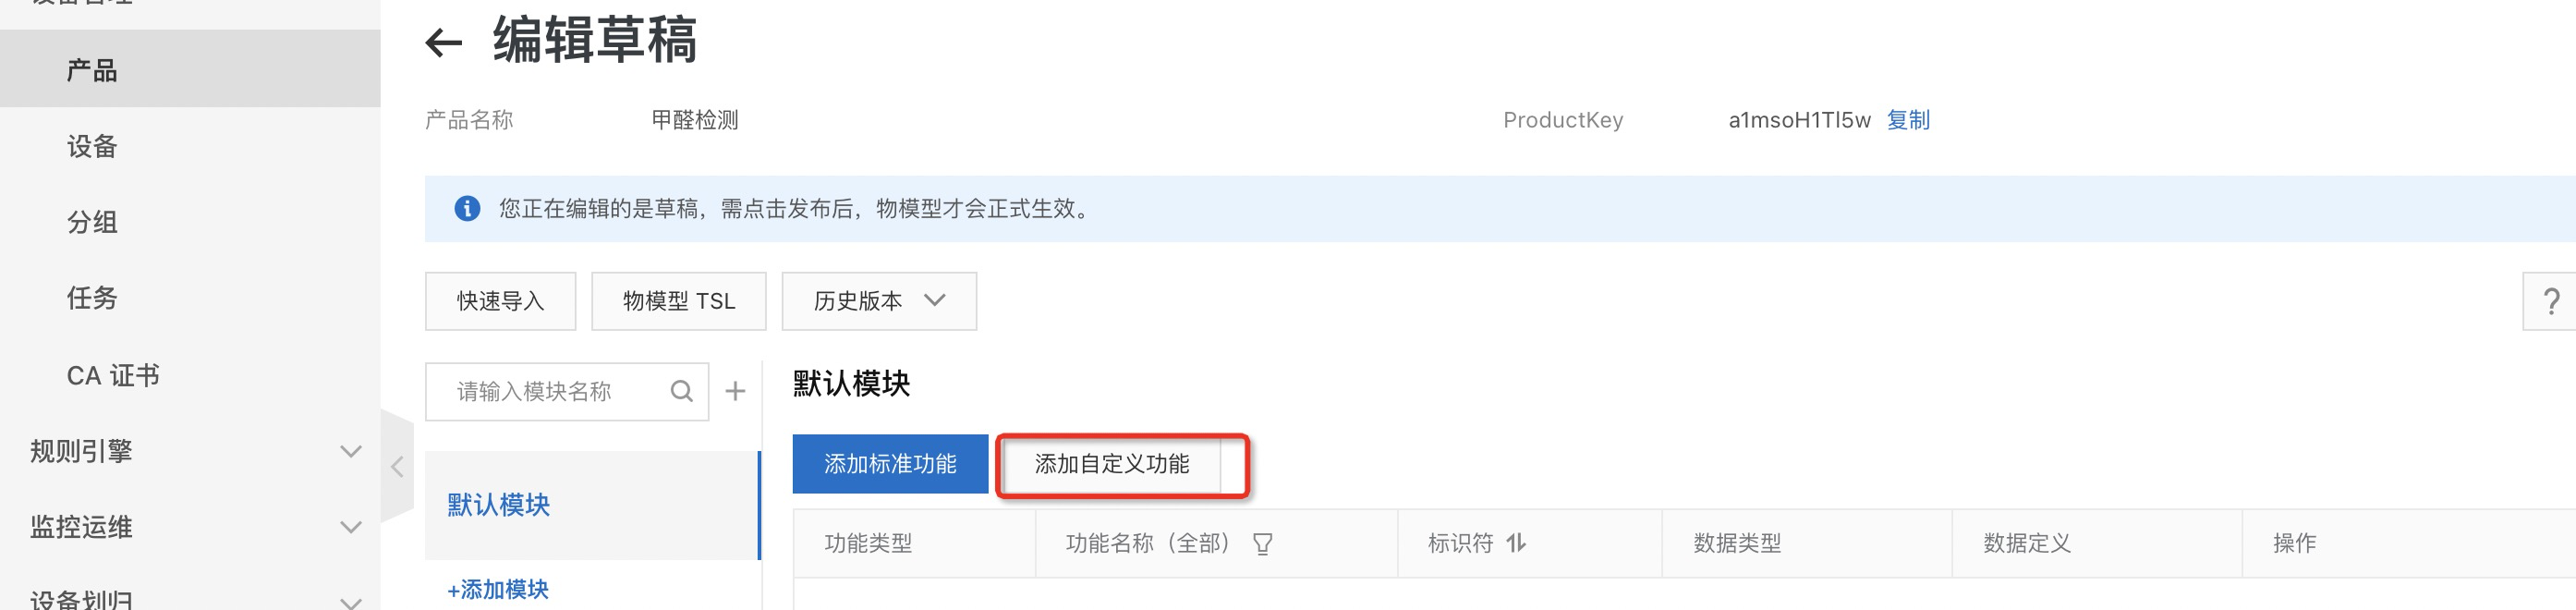 设备管理
产品
设备
分组
任务
CA 证书
规则引擎
监控运维
设备划归
编辑草稿
产品名称
甲醛检测
ProductKey
a1msoH1Tl5w
复制
您正在编辑的是草稿，需点击发布后，物模型才会正式生效。
快速导入
物模型 TSL
历史版本
?
请输入模块名称
+
默认模块
+添加模块
默认模块
添加标准功能
添加自定义功能
功能类型
功能名称（全部）
标识符
数据类型
数据定义
操作